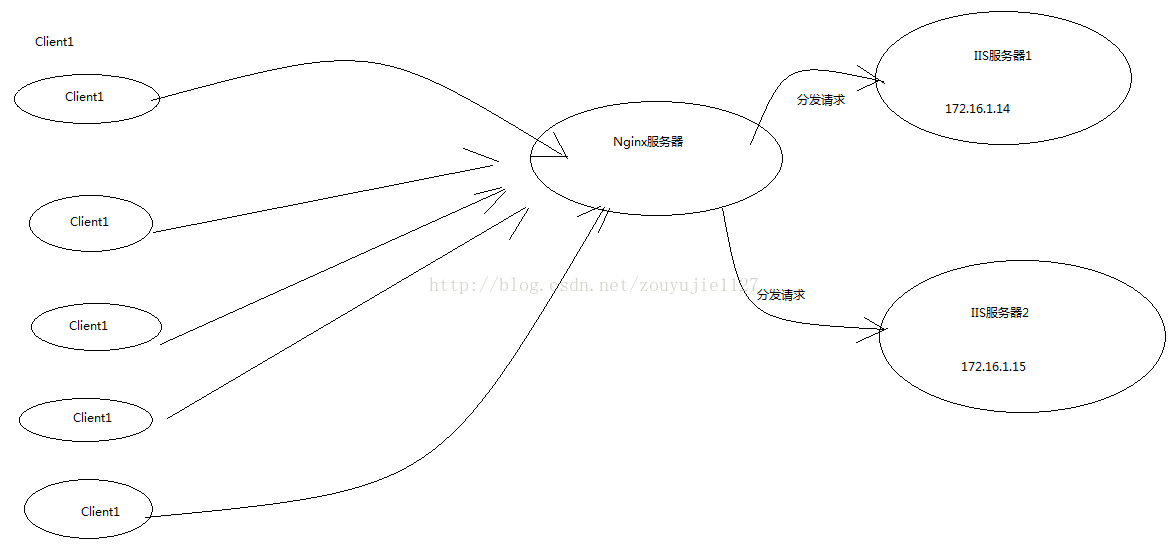 Client1
Client1
Client1
Client1
Client1
Client1
Nginx服务器
分发请求
分发请求
IIS服务器1
172.16.1.14
IIS服务器2
172.16.1.15
http://blog.csdn.net/zouyujie1127